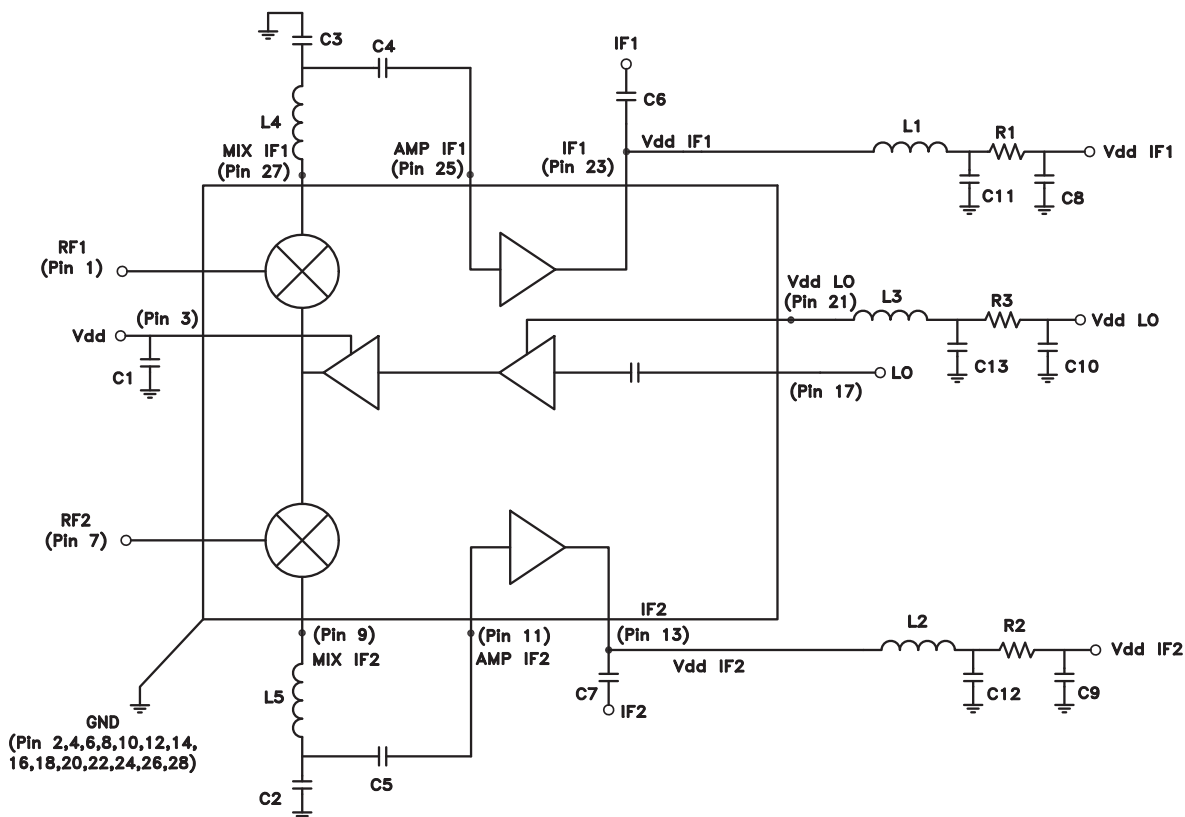 C3
C4
IF1
C6
L4
MIX IF1
(Pin 27)
AMP IF1
(Pin 25)
IF1
(Pin 23)
Vdd IF1
L1
R1
Vdd IF1
C11
C8
RF1
(Pin 1)
Vdd
(Pin 3)
C1
Vdd LO
(Pin 21)
L3
R3
Vdd LO
C13
C10
LO
(Pin 17)
RF2
(Pin 7)
IF2
(Pin 9)
MIX IF2
(Pin 11)
AMP IF2
(Pin 13)
Vdd IF2
L2
R2
Vdd IF2
C12
C9
L5
C7
IF2
GND
(Pin 2,4,6,8,10,12,14,
16,18,20,22,24,26,28)
C5
C2